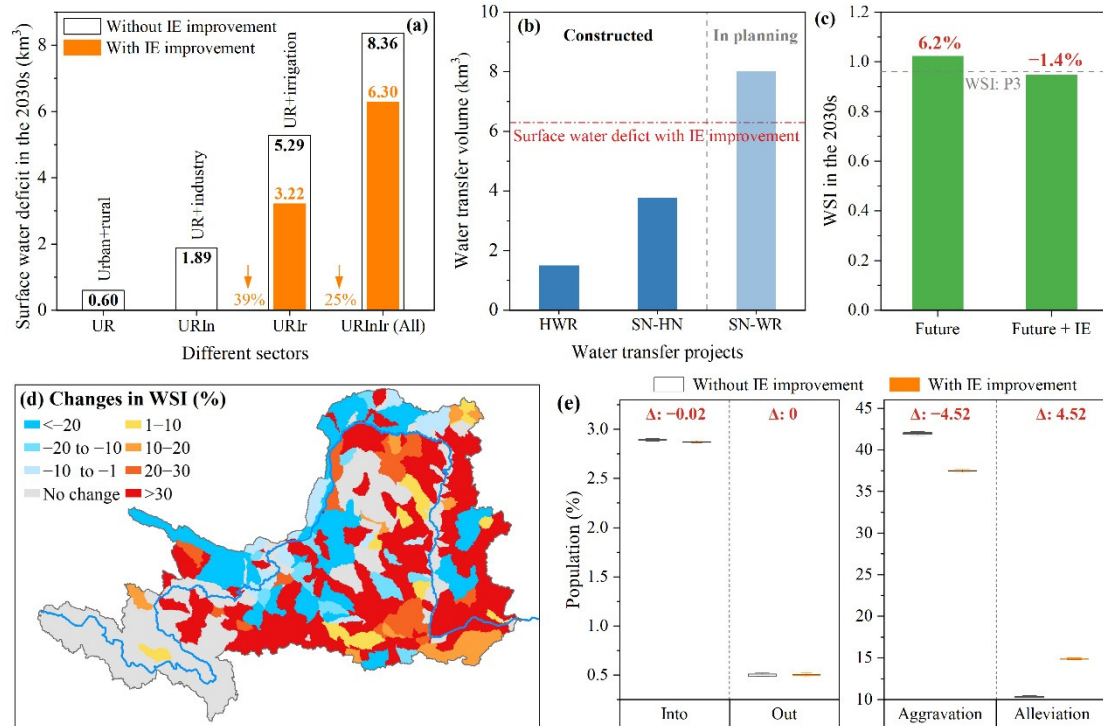 (a)
Without IE improvement
With IE improvement
Surface water deficit in the 2030s (km³)
8
6
4
2
0
Urban+rural
UR+industry
UR+irrigation
0.60
1.89
5.29
3.22
8.36
6.30
39%
25%
UR
URIn
URIr
URInIr (All)
Different sectors
(b)
Constructed
In planning
Water transfer volume (km³)
10
8
6
4
2
0
Surface water deficit with IE improvement
HWR
SN-HN
SN-WR
Water transfer projects
(c)
WSI in the 2030s
1.2
1.0
0.8
0.6
0.4
0.2
0.0
6.2%
−1.4%
WSI: P3
Future
Future + IE
(d) Changes in WSI (%)
<−20
−20 to −10
−10 to −1
No change
1−10
10−20
20−30
>30
Without IE improvement
With IE improvement
(e)
Δ: −0.02
Δ: 0
Δ: −4.52
Δ: 4.52
Population (%)
3.0
2.5
2.0
1.5
1.0
0.5
45
40
35
30
25
20
15
10
Into
Out
Aggravation
Alleviation